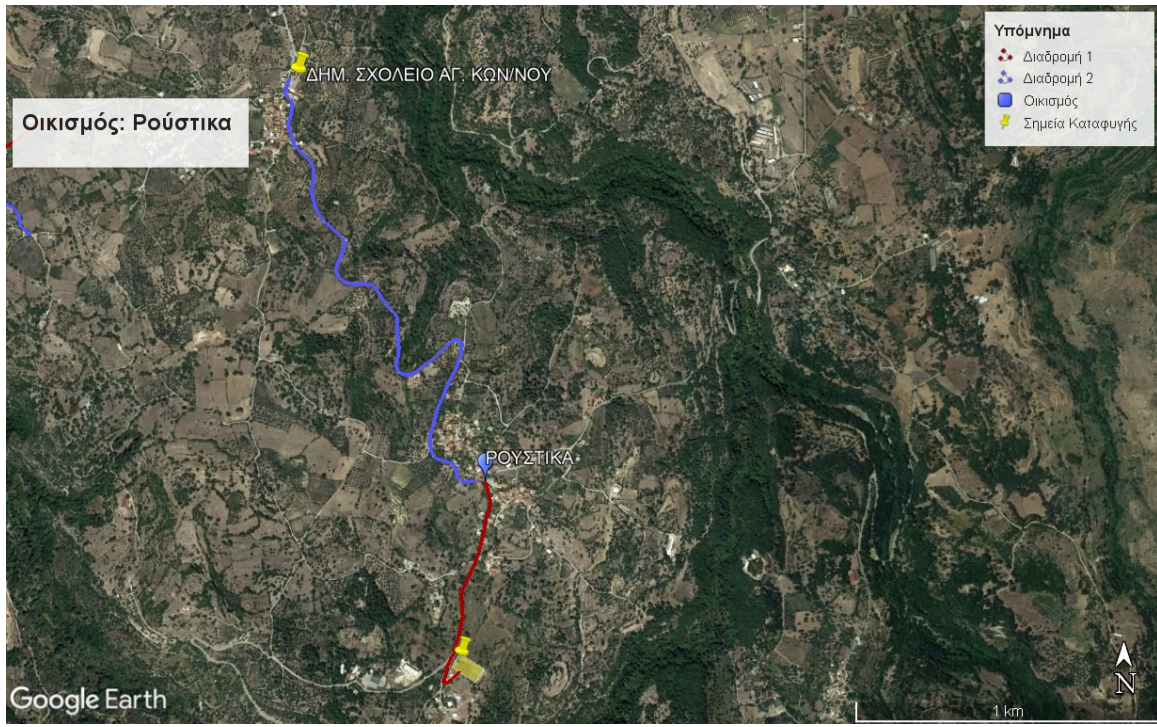 Οικισμός: Ρούστικα
Υπόμνημα
Διαδρομή 1
Διαδρομή 2
Οικισμός
Σημεία Καταφυγής
ΔΗΜ. ΣΧΟΛΕΙΟ ΑΓ. ΚΩΝ/ΝΟΥ
ΡΟΥΣΤΙΚΑ
Google Earth
N
1 km